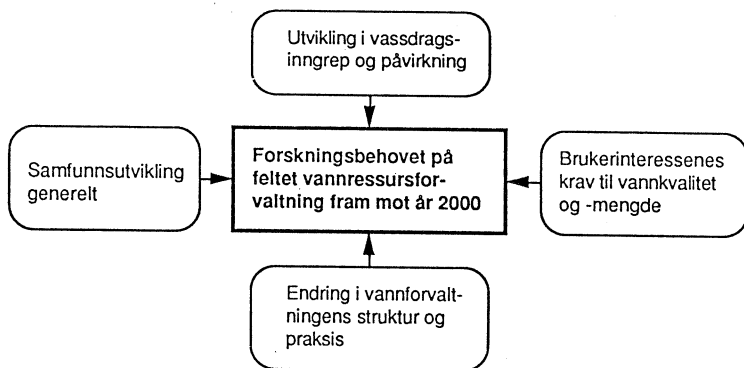 Utvikling i vassdrags-
inngrep og påvirkning
Samfunnsutvikling
generelt
Forskningsbehovet på
feltet vannressursfor-
valtning fram mot år 2000
Brukerinteressenes
krav til vannkvalitet
og -mengde
Endring i vannforvalt-
ningens struktur og
praksis